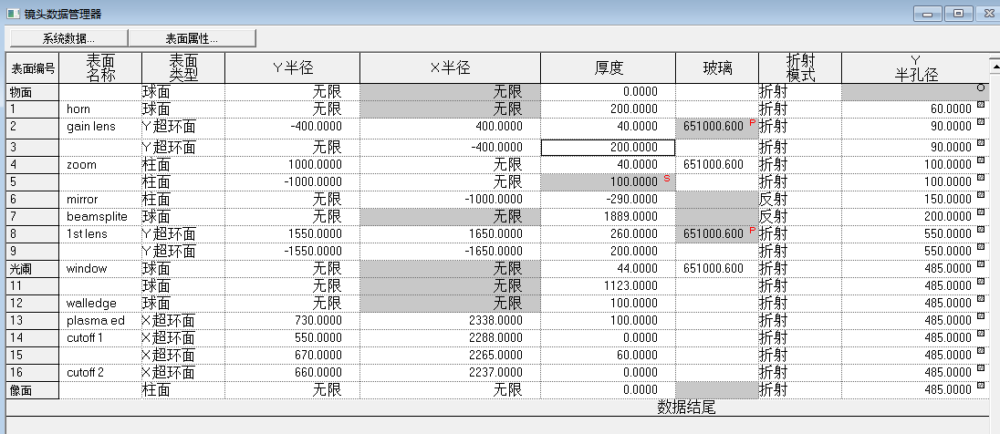 镜头数据管理器
系统数据... 表面属性...
表面编号 表面名称 表面类型 Y半径 X半径 厚度 玻璃 折射模式 Y半孔径
物面 球面 无限 无限 0.0000 折射
1 horn 球面 无限 无限 200.0000 折射 60.0000
2 gain lens Y超环面 -400.0000 400.0000 40.0000 651000.600 P 折射 90.0000
3 Y超环面 无限 -400.0000 200.0000 折射 90.0000
4 zoom 柱面 1000.0000 无限 40.0000 651000.600 折射 100.0000
5 柱面 -1000.0000 无限 100.0000 S 折射 100.0000
6 mirror 柱面 无限 -1000.0000 -290.0000 反射 150.0000
7 beamsplite 球面 无限 无限 1889.0000 反射 200.0000
8 1st lens Y超环面 1550.0000 1650.0000 260.0000 651000.600 P 折射 550.0000
9 Y超环面 -1550.0000 -1650.0000 200.0000 折射 550.0000
光阑 window 球面 无限 无限 44.0000 651000.600 折射 485.0000
11 球面 无限 无限 1123.0000 折射 485.0000
12 walledge 球面 无限 无限 100.0000 折射 485.0000
13 plasma ed X超环面 730.0000 2338.0000 100.0000 折射 485.0000
14 cutoff 1 X超环面 550.0000 2288.0000 0.0000 折射 485.0000
15 X超环面 670.0000 2265.0000 60.0000 折射 485.0000
16 cutoff 2 X超环面 660.0000 2237.0000 0.0000 折射 485.0000
像面 柱面 无限 无限 0.0000 折射 485.0000
数据结尾